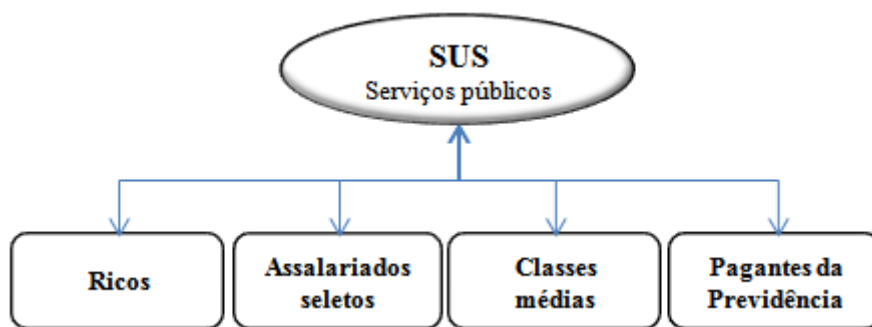 SUS
Serviços públicos
Ricos
Assalariados
seletos
Classes
médias
Pagantes da
Previdência